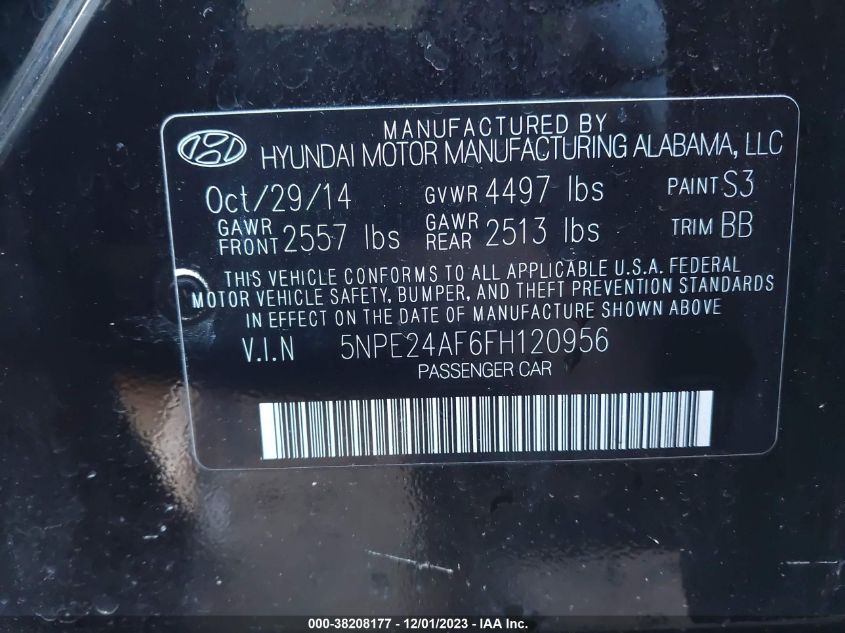 MANUFACTURED BY
HYUNDAI MOTOR MANUFACTURING ALABAMA, LLC
Oct/29/14 GVWR 4497 lbs PAINT S3
GAWR FRONT 2557 lbs GAWR REAR 2513 lbs TRIM BB
THIS VEHICLE CONFORMS TO ALL APPLICABLE U.S.A. FEDERAL
MOTOR VEHICLE SAFETY, BUMPER, AND THEFT PREVENTION STANDARDS
IN EFFECT ON THE DATE OF MANUFACTURE SHOWN ABOVE
V.I.N 5NPE24AF6FH120956
PASSENGER CAR
000-38208177 - 12/01/2023 - IAA Inc.